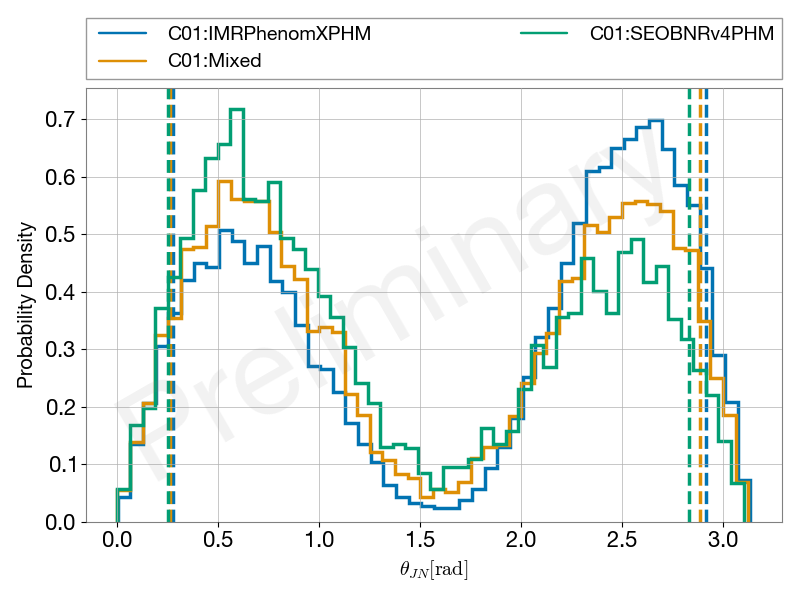 C01:IMRPhenomXPHM
C01:Mixed
C01:SEOBNRv4PHM
Preliminary
Probability Density
0.7
0.6
0.5
0.4
0.3
0.2
0.1
0.0
0.0 0.5 1.0 1.5 2.0 2.5 3.0
θ_JN[rad]